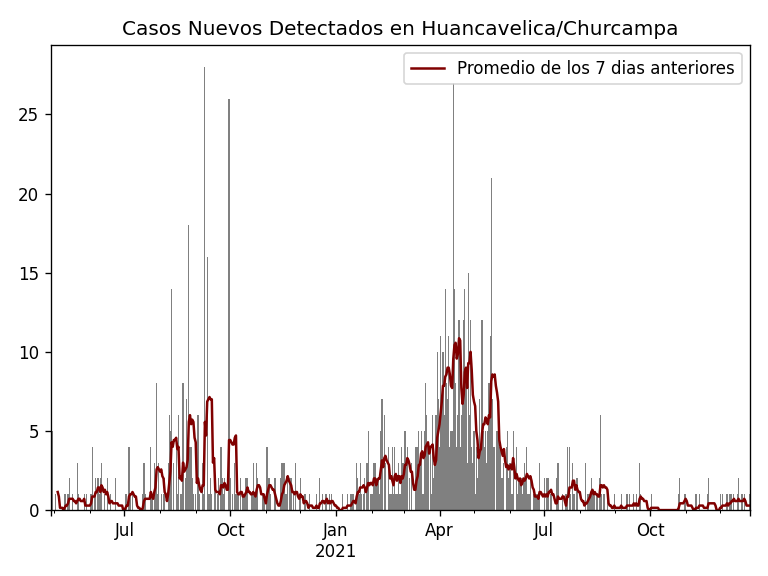 Casos Nuevos Detectados en Huancavelica/Churcampa
Promedio de los 7 dias anteriores
25
20
15
10
5
0
Jul Oct Jan Apr Jul Oct
2021